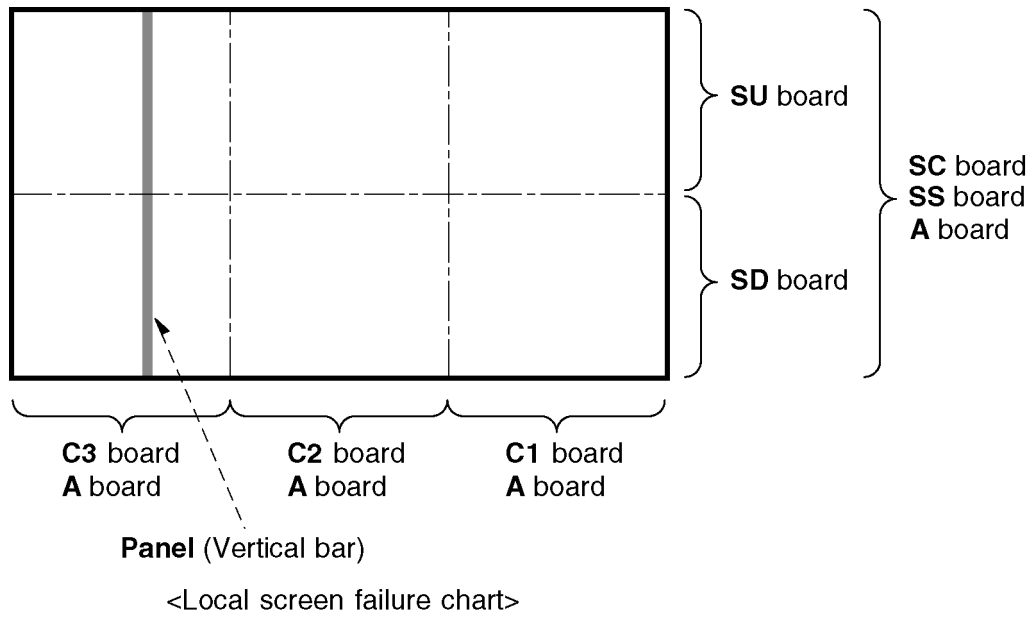 SU board
SC board
SS board
A board
SD board
C3 board
A board
C2 board
A board
C1 board
A board
Panel (Vertical bar)
<Local screen failure chart>